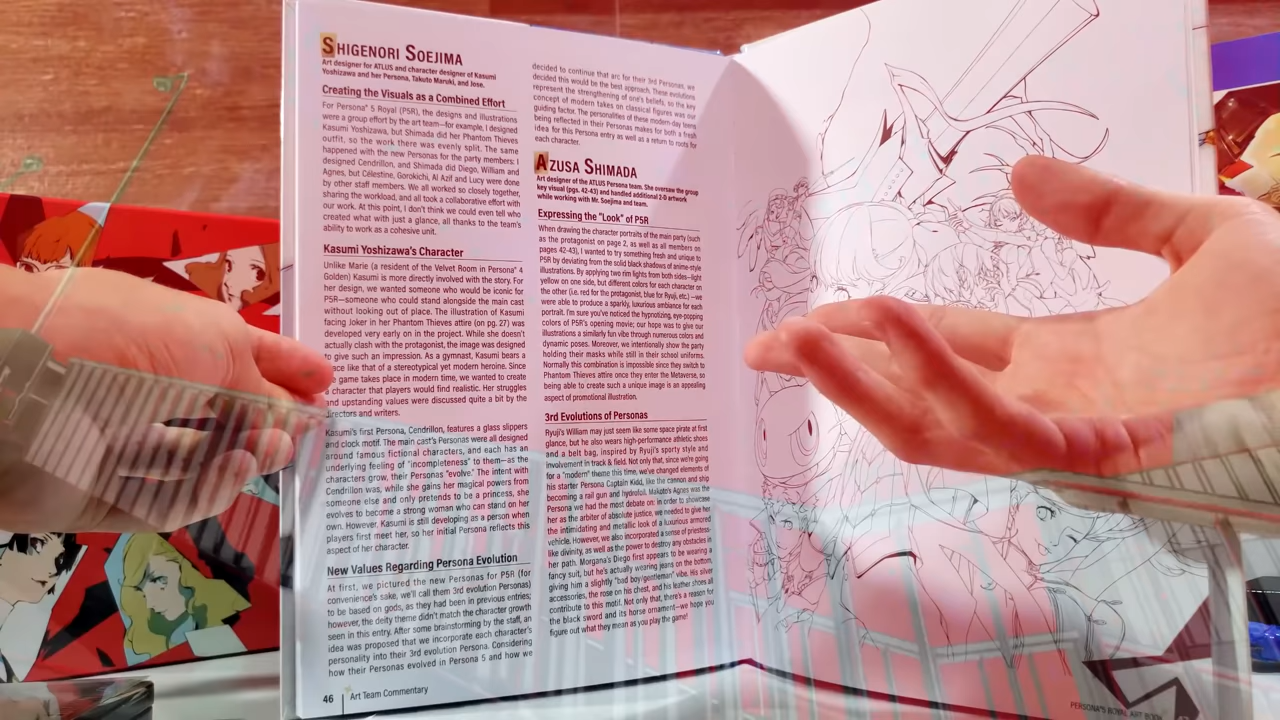 SHIGENORI SOEJIMA
Art designer for ATLUS and character designer of Kasumi
Yoshizawa and her Persona, Takuto Maruki, and Jose.
Creating the Visuals as a Combined Effort
For Persona® 5 Royal (P5R), the designs and illustrations
were a group effort by the art team—for example, I designed
Kasumi Yoshizawa, but Shimada did her Phantom Thieves
outfit, so the work there was evenly split. The same
happened with the new Personas for the party members: I
designed Cendrillon, and Shimada did Diego, William and
Agnes, but Célestine, Gorokichi, Al Azif and Lucy were done
by other staff members. We all worked so closely together,
sharing the workload, and all took a collaborative effort with
our work. At this point, I don't think we could even tell who
created what with just a glance, all thanks to the team's
ability to work as a cohesive unit.
Kasumi Yoshizawa's Character
Unlike Marie (a resident of the Velvet Room in Persona® 4
Golden) Kasumi is more directly involved with the story. For
her design, we wanted someone who would be iconic for
P5R—someone who could stand alongside the main cast
without looking out of place. The illustration of Kasumi
facing Joker in her Phantom Thieves attire (on pg. 27) was
developed very early on in the project. While she doesn't
actually clash with the protagonist, the image was designed
to give such an impression. As a gymnast, Kasumi bears a
ace like that of a stereotypical yet modern heroine. Since
game takes place in modern time, we wanted to create
a character that players would find realistic. Her struggles
and upstanding values were discussed quite a bit by the
directors and writers.
Kasumi's first Persona, Cendrillon, features a glass slippers
and clock motif. The main cast's Personas were all designed
around famous fictional characters, and each has an
underlying feeling of "incompleteness" to them—as the
characters grow, their Personas "evolve." The intent with
Cendrillon was, while she gains her magical powers from
someone else and only pretends to be a princess, she
evolves to become a strong woman who can stand on her
own. However, Kasumi is still developing as a person when
players first meet her, so her initial Persona reflects this
aspect of her character.
New Values Regarding Persona Evolution
At first, we pictured the new Personas for P5R (for
convenience's sake, we'll call them 3rd evolution Personas)
to be based on gods, as they had been in previous entries;
however, the deity theme didn't match the character growth
seen in this entry. After some brainstorming by the staff, an
idea was proposed that we incorporate each character's
personality into their 3rd evolution Persona. Considering
how their Personas evolved in Persona 5 and how we
decided to continue that arc for their 3rd Personas, we
decided this would be the best approach. These evolutions
represent the strengthening of one's beliefs, so the key
concept of modern takes on classical figures was our
guiding factor. The personalities of these modern-day teens
being reflected in their Personas makes for both a fresh
idea for this Persona entry as well as a return to roots for
each character.
AZUSA SHIMADA
Art designer of the ATLUS Persona team. She oversaw the group
key visual (pgs. 42-43) and handled additional 2-D artwork
while working with Mr. Soejima and team.
Expressing the "Look" of P5R
When drawing the character portraits of the main party (such
as the protagonist on page 2, as well as all members on
pages 42-43), I wanted to try something fresh and unique to
P5R by deviating from the solid black shadows of anime-style
illustrations. By applying two rim lights from both sides—light
yellow on one side, but different colors for each character on
the other (i.e. red for the protagonist, blue for Ryuji, etc.) —we
were able to produce a sparkly, luxurious ambiance for each
portrait. I'm sure you've noticed the hypnotizing, eye-popping
colors of P5R's opening movie; our hope was to give our
illustrations a similarly fun vibe through numerous colors and
dynamic poses. Moreover, we intentionally show the party
holding their masks while still in their school uniforms.
Normally this combination is impossible since they switch to
Phantom Thieves attire once they enter the Metaverse, so
being able to create such a unique image is an appealing
aspect of promotional illustration.
3rd Evolutions of Personas
Ryuji's William may just seem like some space pirate at first
glance, but he also wears high-performance athletic shoes
and a belt bag, inspired by Ryuji's sporty style and
involvement in track & field. Not only that, since we're going
for a "modern" theme this time, we've changed elements of
his starter Persona Captain Kidd, like the cannon and ship
becoming a rail gun and hydrofoil. Makoto's Agnes was the
Persona we had the most debate on: in order to showcase
her as the arbiter of absolute justice, we needed to give her
the intimidating and metallic look of a luxurious armored
vehicle. However, we also incorporated a sense of priestess-
like divinity, as well as the power to destroy any obstacles in
her path. Morgana's Diego first appears to be wearing a
fancy suit, but he's actually wearing jeans on the bottom,
giving him a slightly "bad boy/gentleman" vibe. His silver
accessories, the rose on his chest, and his leather shoes all
contribute to this motif. Not only that, there's a reason for
the black sword and its horse ornament—we hope you
figure out what they mean as you play the game!
46 | Art Team Commentary
PERSONA 5 ROYAL ART BOOK